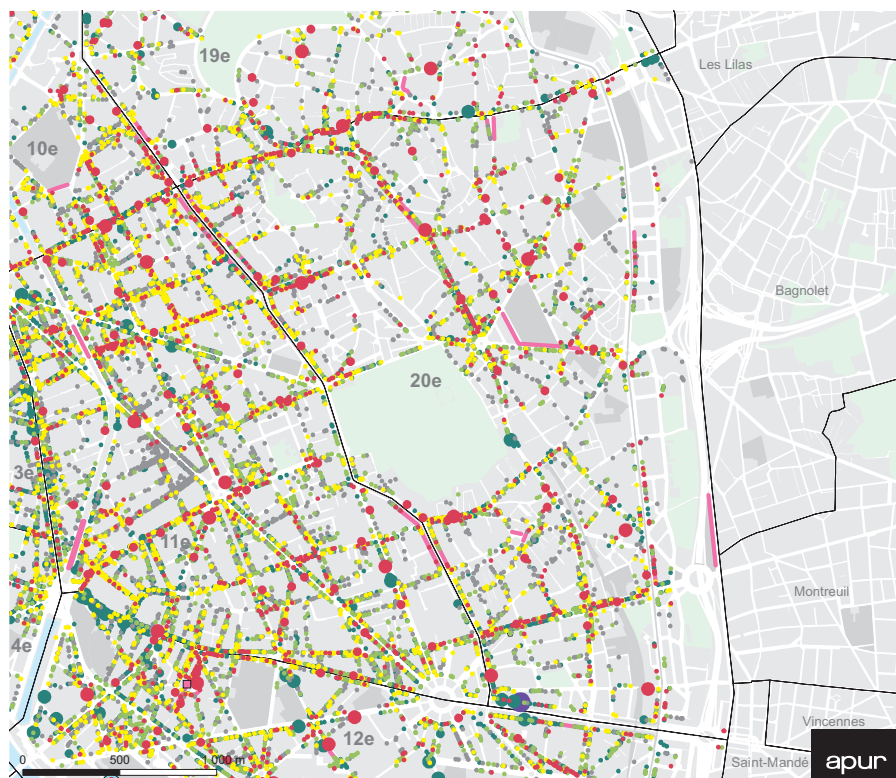 19e
Les Lilas
10e
Bagnolet
20e
3e
11e
Montreuil
4e
Vincennes
12e
Saint-Mandé
0 500 1 000 m
apur